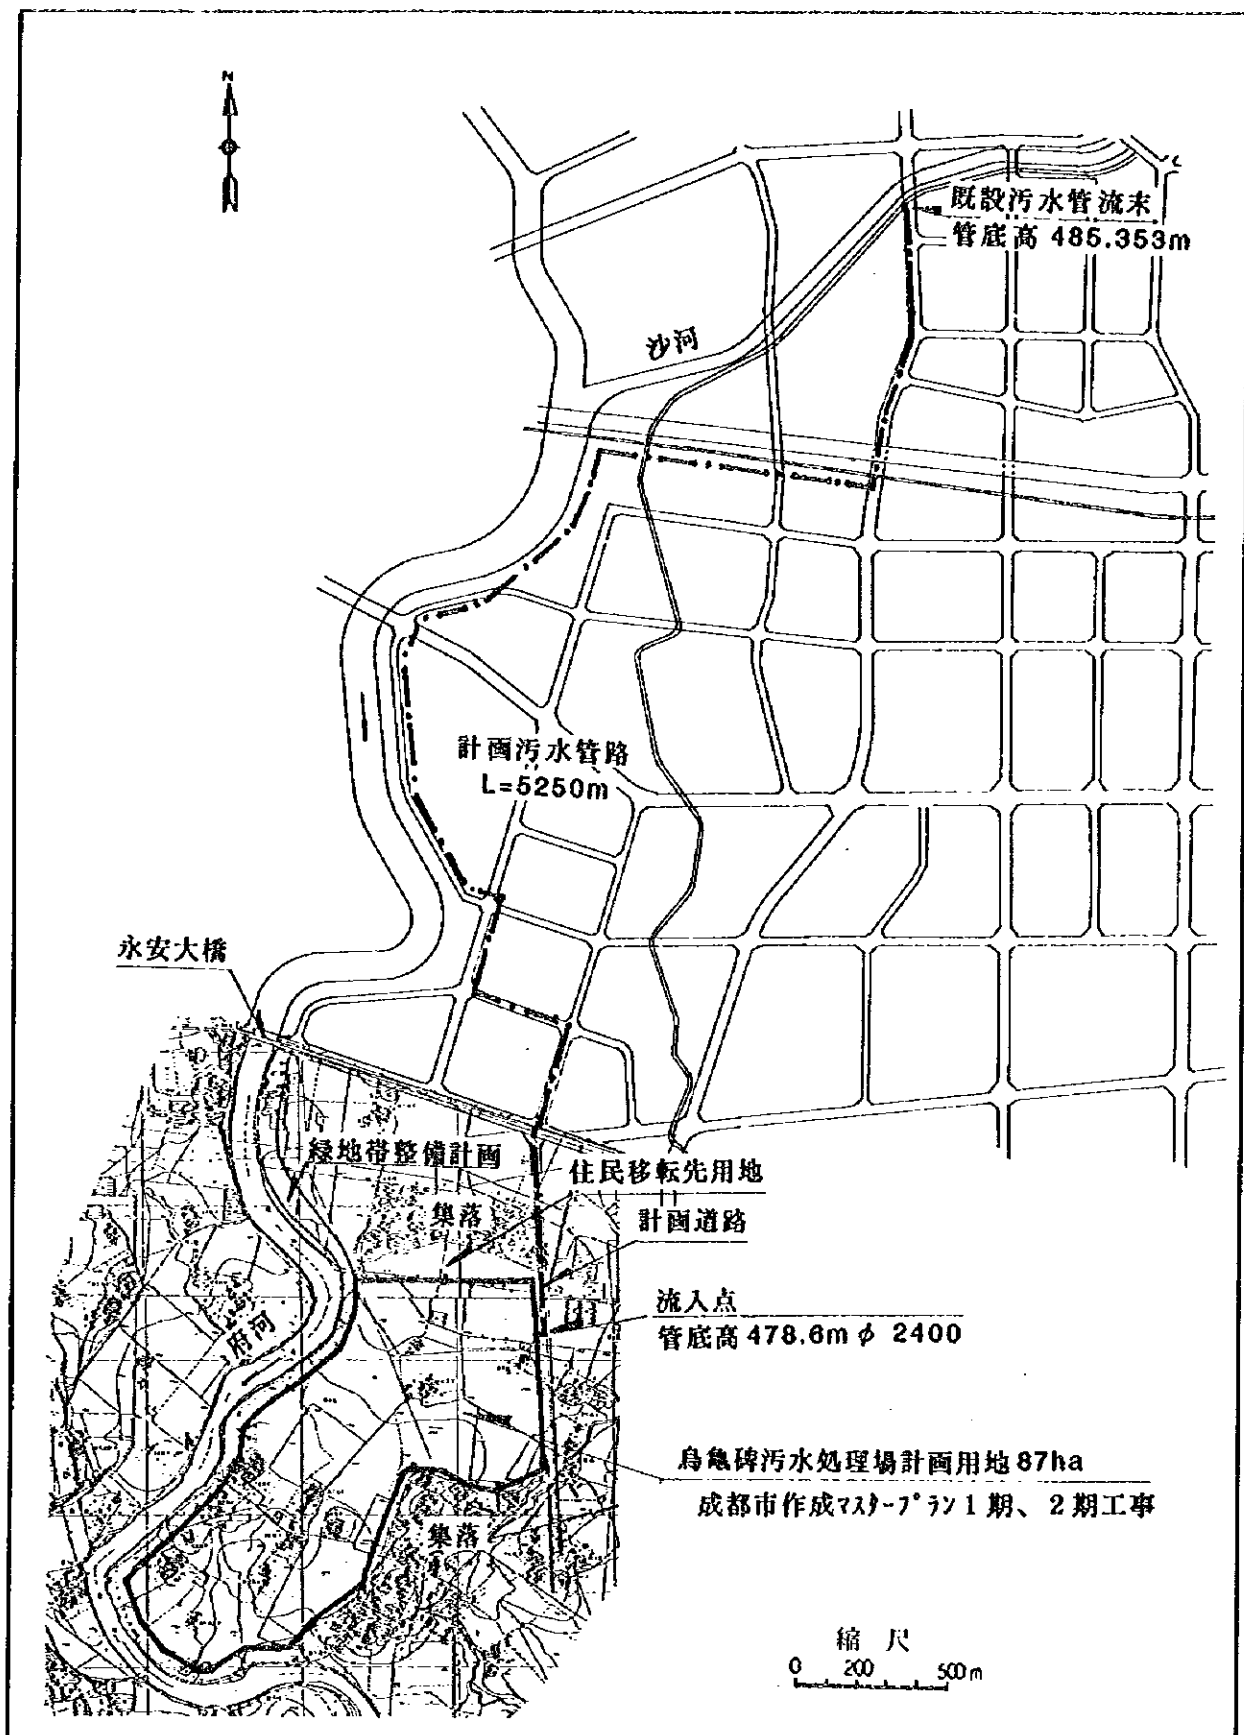 N
既設汚水管流末
管底高 485.353m
沙河
計画汚水管路
L=5250m
永安大橋
緑地帯整備計画
住民移転先用地
集落
計画道路
流入点
管底高 478.6m φ 2400
府河
烏亀碑汚水処理場計画用地 87ha
成都市作成マスタープラン 1 期、2 期工事
集落
縮 尺
0 200 500m